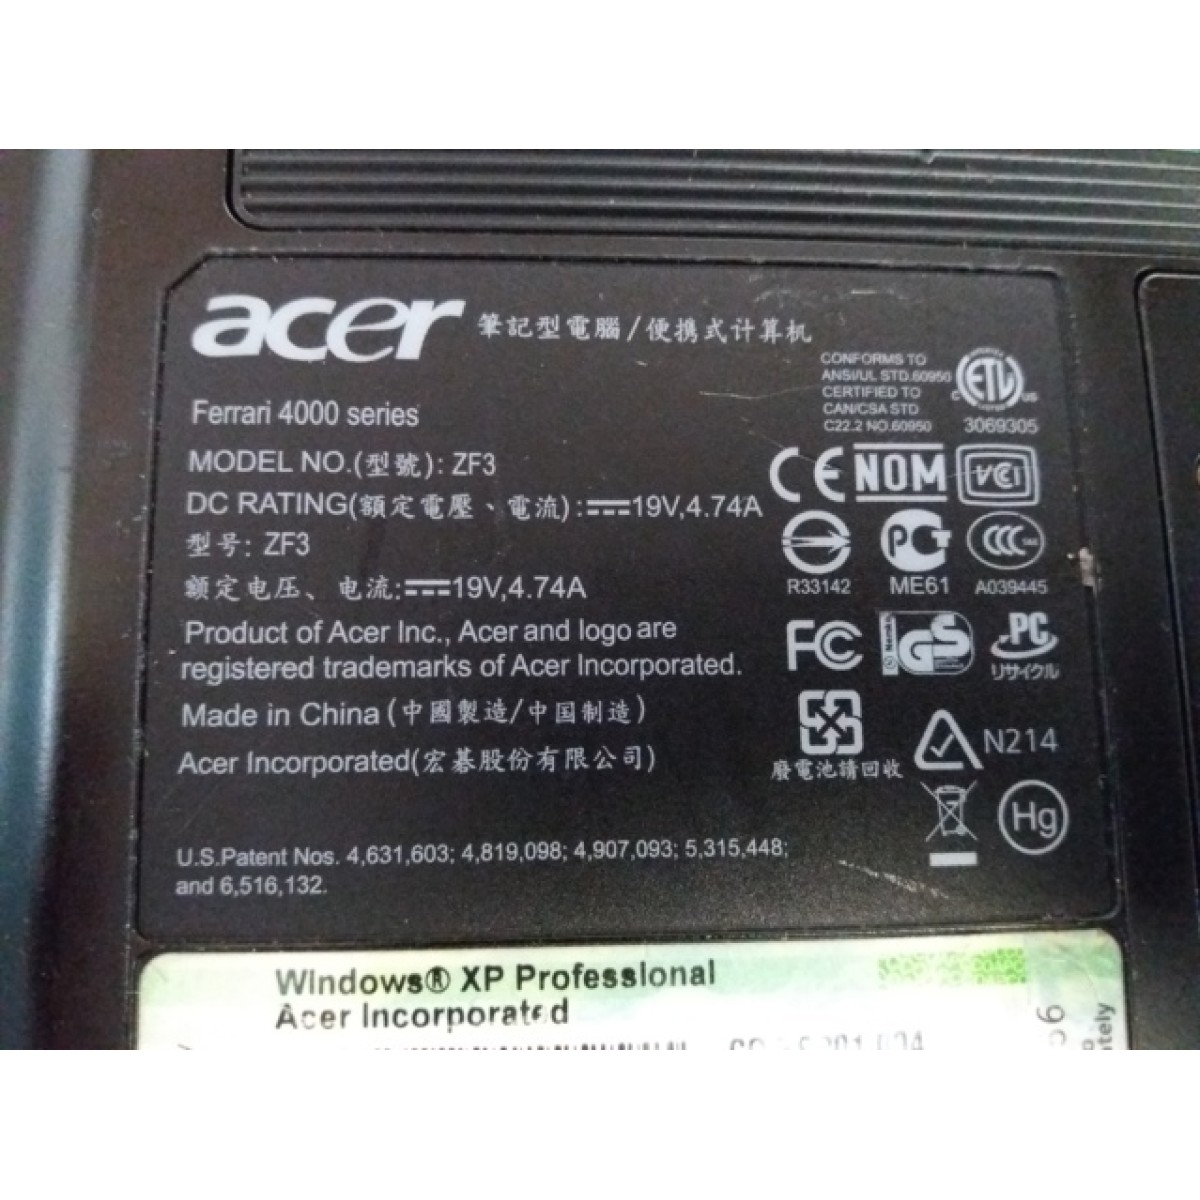 acer 筆記型電腦/便携式计算机
CONFORMS TO
ANSI/UL STD.60950
CERTIFIED TO
CAN/CSA STD
C22.2 NO.60950
ETL
C US
3069305
Ferrari 4000 series
MODEL NO.(型號): ZF3
DC RATING(額定電壓、電流):⎓19V,4.74A
型号: ZF3
额定电压、电流:⎓19V,4.74A
CE NOM VCI
R33142 ME61 A039445
Product of Acer Inc., Acer and logo are
registered trademarks of Acer Incorporated.
FC GS PC
リサイクル
Made in China (中國製造/中国制造)
Acer Incorporated(宏碁股份有限公司)
廢電池請回收
N214
Hg
U.S.Patent Nos. 4,631,603; 4,819,098; 4,907,093; 5,315,448;
and 6,516,132.
Windows® XP Professional
Acer Incorporated